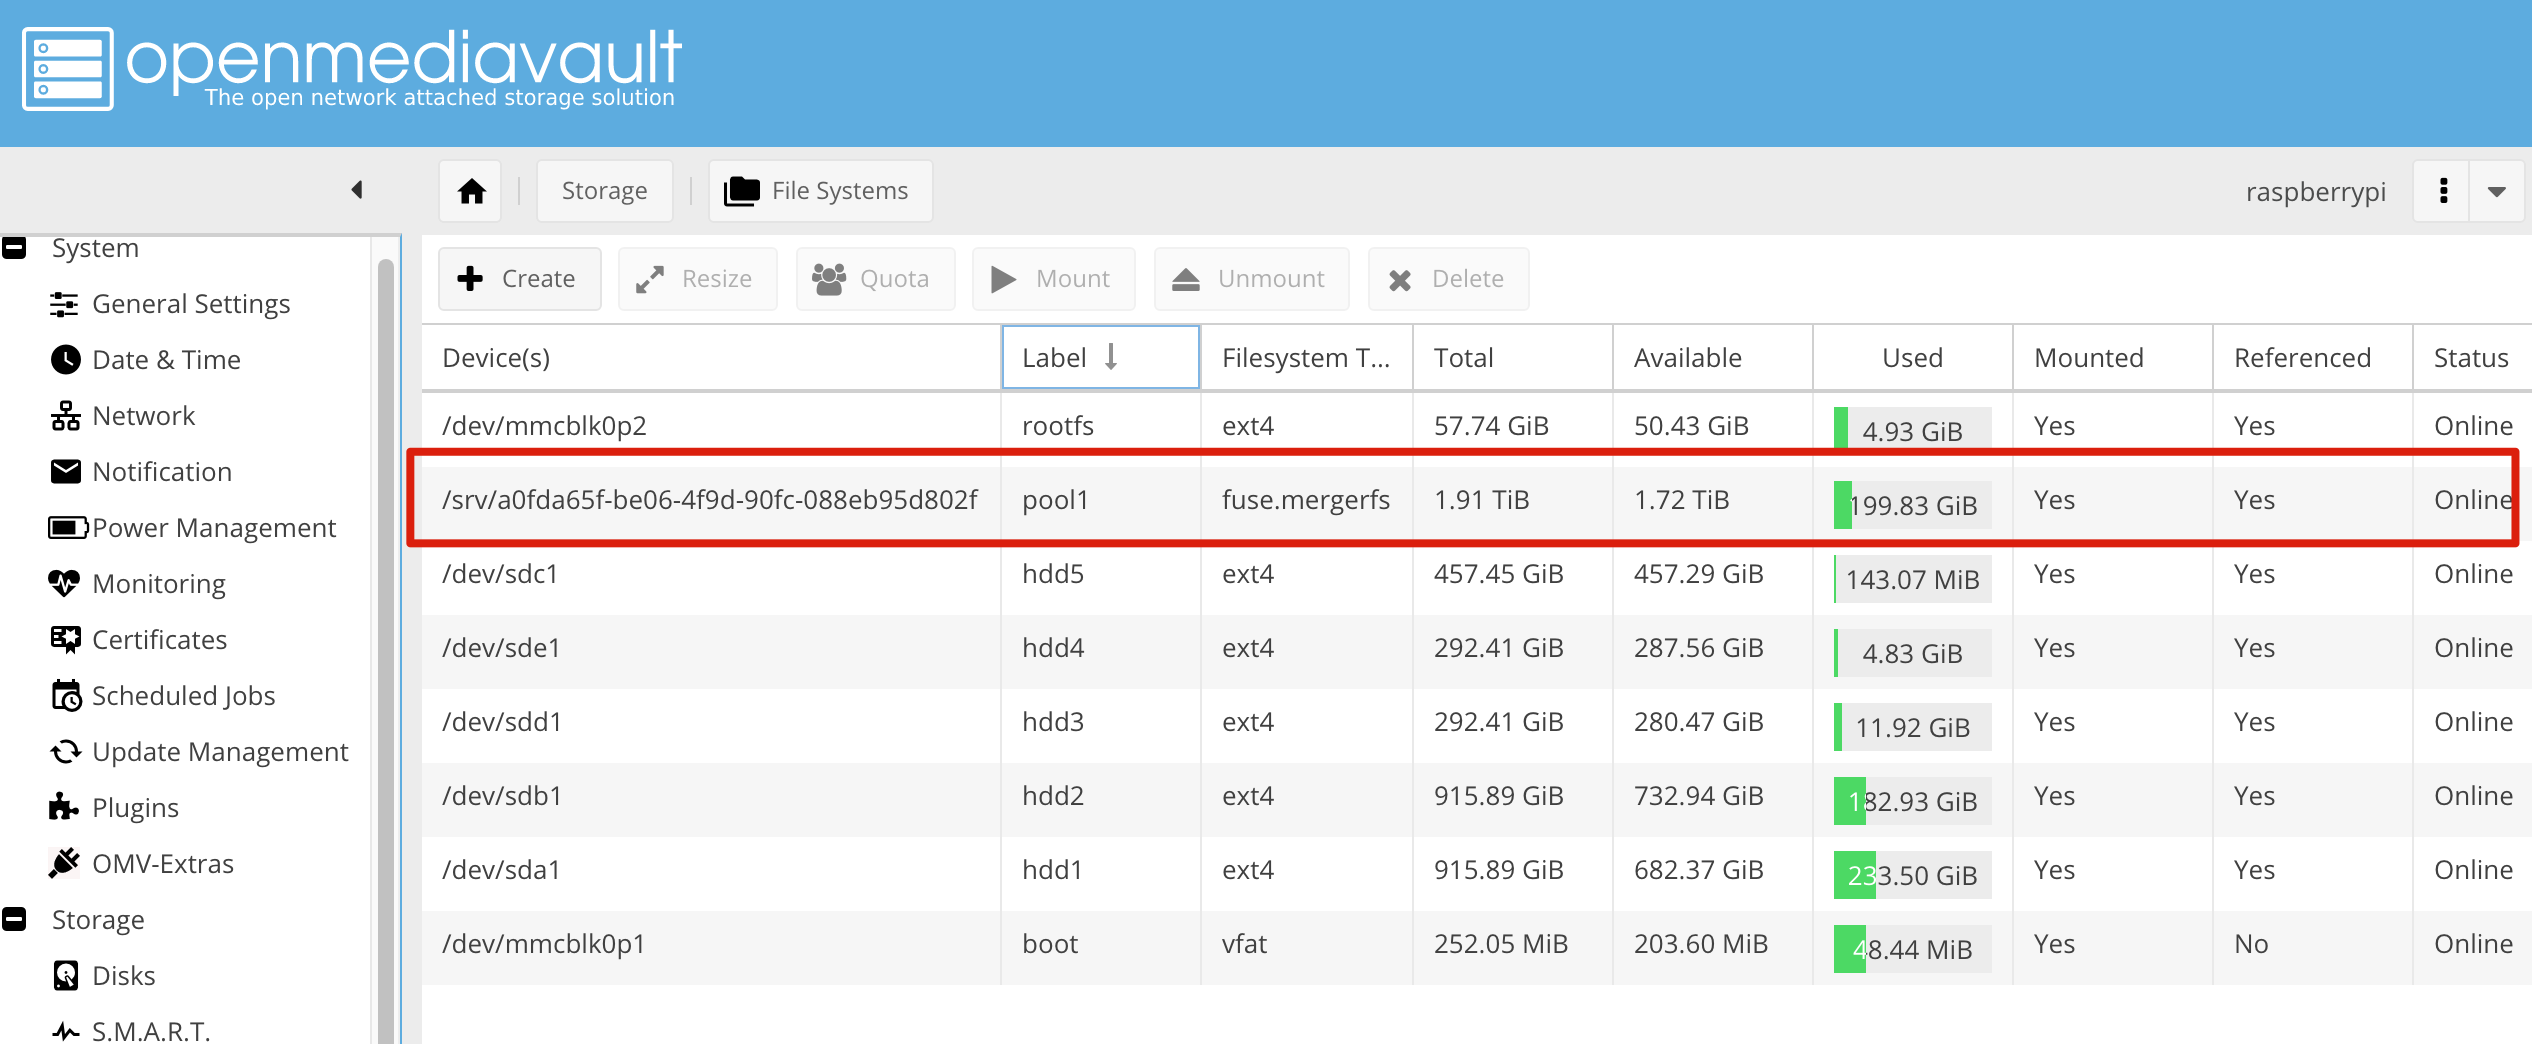 openmediavault
The open network attached storage solution
Storage
File Systems
raspberrypi
System
General Settings
Date & Time
Network
Notification
Power Management
Monitoring
Certificates
Scheduled Jobs
Update Management
Plugins
OMV-Extras
Storage
Disks
S.M.A.R.T.
Create Resize Quota Mount Unmount Delete
Device(s) Label Filesystem T... Total Available Used Mounted Referenced Status
/dev/mmcblk0p2 rootfs ext4 57.74 GiB 50.43 GiB 4.93 GiB Yes Yes Online
/srv/a0fda65f-be06-4f9d-90fc-088eb95d802f pool1 fuse.mergerfs 1.91 TiB 1.72 TiB 199.83 GiB Yes Yes Online
/dev/sdc1 hdd5 ext4 457.45 GiB 457.29 GiB 143.07 MiB Yes Yes Online
/dev/sde1 hdd4 ext4 292.41 GiB 287.56 GiB 4.83 GiB Yes Yes Online
/dev/sdd1 hdd3 ext4 292.41 GiB 280.47 GiB 11.92 GiB Yes Yes Online
/dev/sdb1 hdd2 ext4 915.89 GiB 732.94 GiB 182.93 GiB Yes Yes Online
/dev/sda1 hdd1 ext4 915.89 GiB 682.37 GiB 233.50 GiB Yes Yes Online
/dev/mmcblk0p1 boot vfat 252.05 MiB 203.60 MiB 48.44 MiB Yes No Online